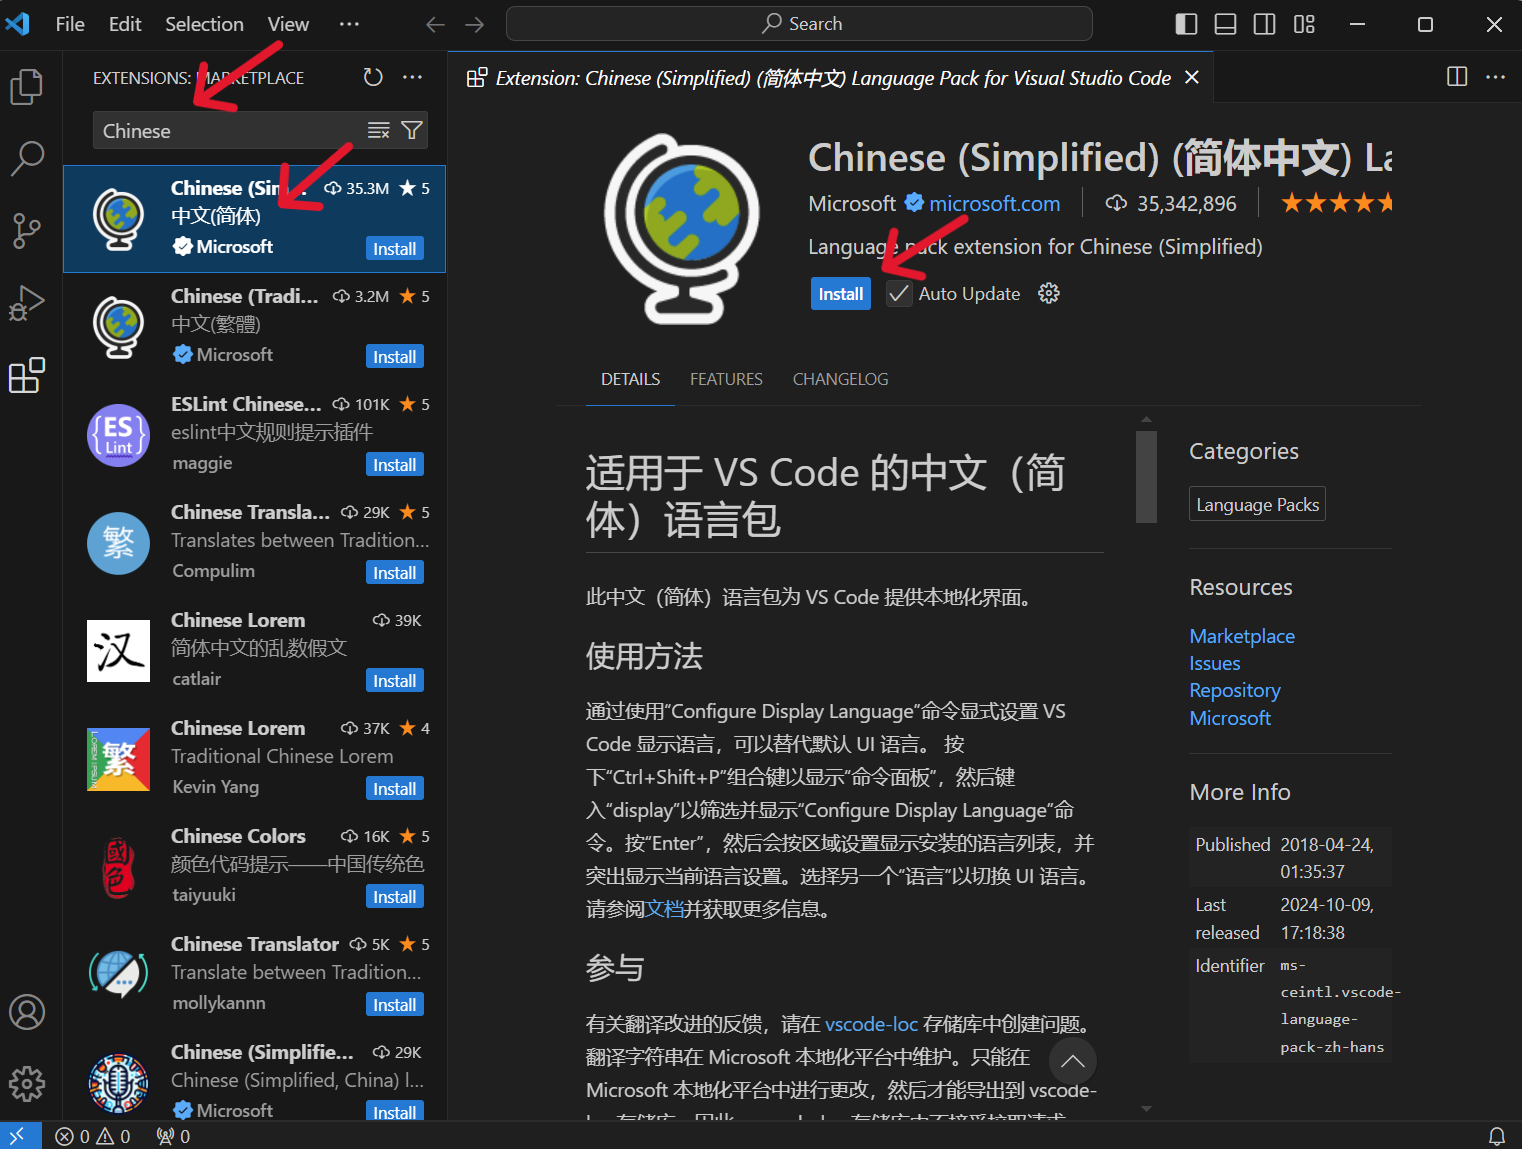 File Edit Selection View ···
Search
EXTENSIONS: MARKETPLACE
Chinese
Chinese (Sim... 35.3M ★ 5
中文(简体)
Microsoft Install
Chinese (Tradi... 3.2M ★ 5
中文(繁體)
Microsoft Install
ESLint Chinese... 101K ★ 5
eslint中文规则提示插件
maggie Install
ES
Lint
Chinese Transla... 29K ★ 5
Translates between Tradition...
Compulim Install
繁
Chinese Lorem 39K
简体中文的乱数假文
catlair Install
汉
Chinese Lorem 37K ★ 4
Traditional Chinese Lorem
Kevin Yang Install
LOREM IPSUM
繁
Chinese Colors 16K ★ 5
颜色代码提示——中国传统色
taiyuuki Install
國色
Chinese Translator 5K ★ 5
Translate between Tradition...
mollykannn Install
Chinese (Simplifie... 29K
Chinese (Simplified, China) l...
Microsoft Install
Extension: Chinese (Simplified) (简体中文) Language Pack for Visual Studio Code
Chinese (Simplified) (简体中文) La
Microsoft microsoft.com 35,342,896 ★★★★★
Language pack extension for Chinese (Simplified)
Install Auto Update
DETAILS FEATURES CHANGELOG
适用于 VS Code 的中文（简
体）语言包
此中文（简体）语言包为 VS Code 提供本地化界面。
使用方法
通过使用“Configure Display Language”命令显式设置 VS
Code 显示语言，可以替代默认 UI 语言。 按
下“Ctrl+Shift+P”组合键以显示“命令面板”，然后键
入“display”以筛选并显示“Configure Display Language”命
令。按“Enter”，然后会按区域设置显示安装的语言列表，并
突出显示当前语言设置。选择另一个“语言”以切换 UI 语言。
请参阅文档并获取更多信息。
参与
有关翻译改进的反馈，请在 vscode-loc 存储库中创建问题。
翻译字符串在 Microsoft 本地化平台中维护。只能在
Microsoft 本地化平台中进行更改，然后才能导出到 vscode-
Categories
Language Packs
Resources
Marketplace
Issues
Repository
Microsoft
More Info
Published 2018-04-24,
01:35:37
Last 2024-10-09,
released 17:18:38
Identifier ms-
ceintl.vscode-
language-
pack-zh-hans
0 0 0